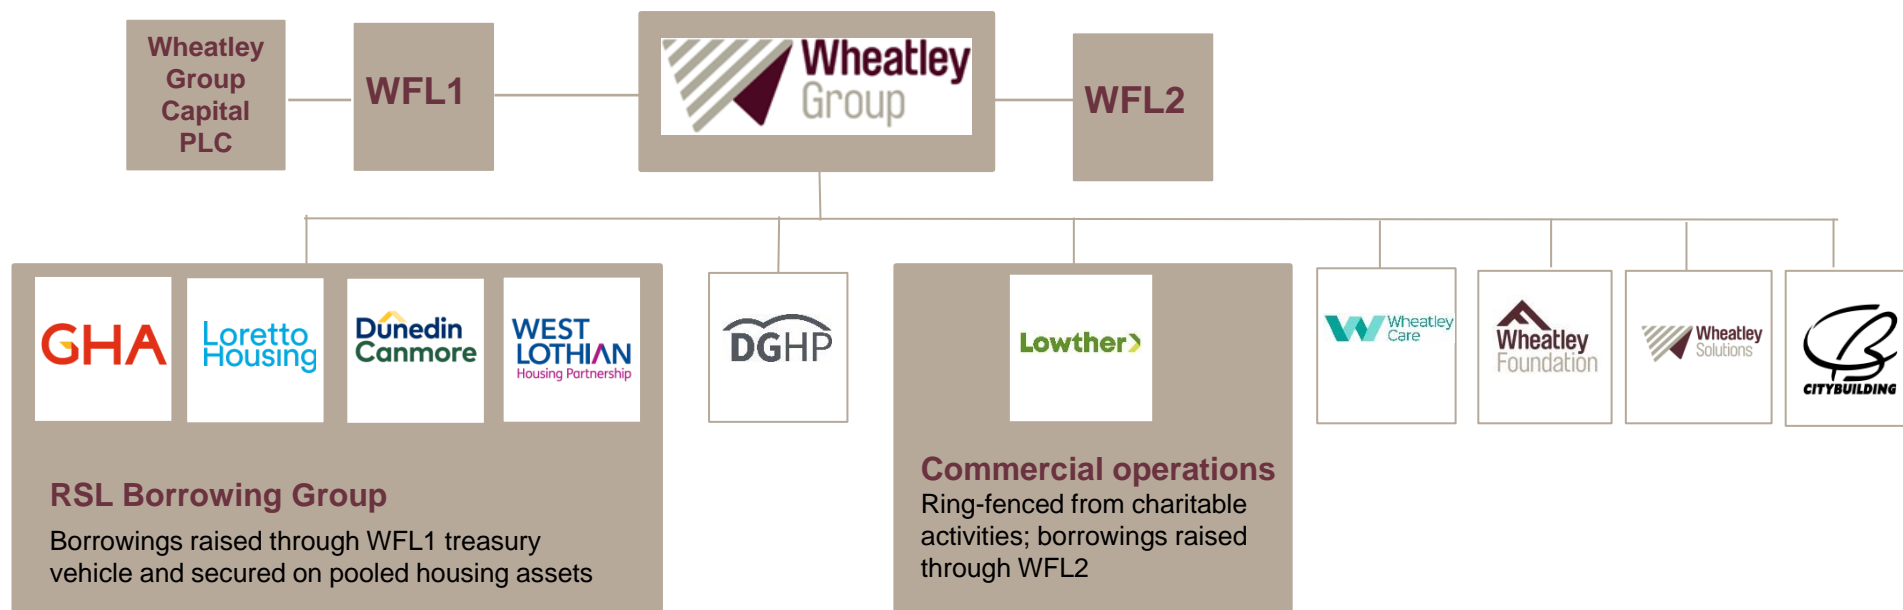 Wheatley
Group
Capital
PLC
WFL1
Wheatley
Group
WFL2
GHA
Loretto
Housing
Dunedin
Canmore
WEST
LOTHIAN
Housing Partnership
DGHP
Lowther
Wheatley
Care
Wheatley
Foundation
Wheatley
Solutions
CITYBUILDING
RSL Borrowing Group
Borrowings raised through WFL1 treasury
vehicle and secured on pooled housing assets
Commercial operations
Ring-fenced from charitable
activities; borrowings raised
through WFL2